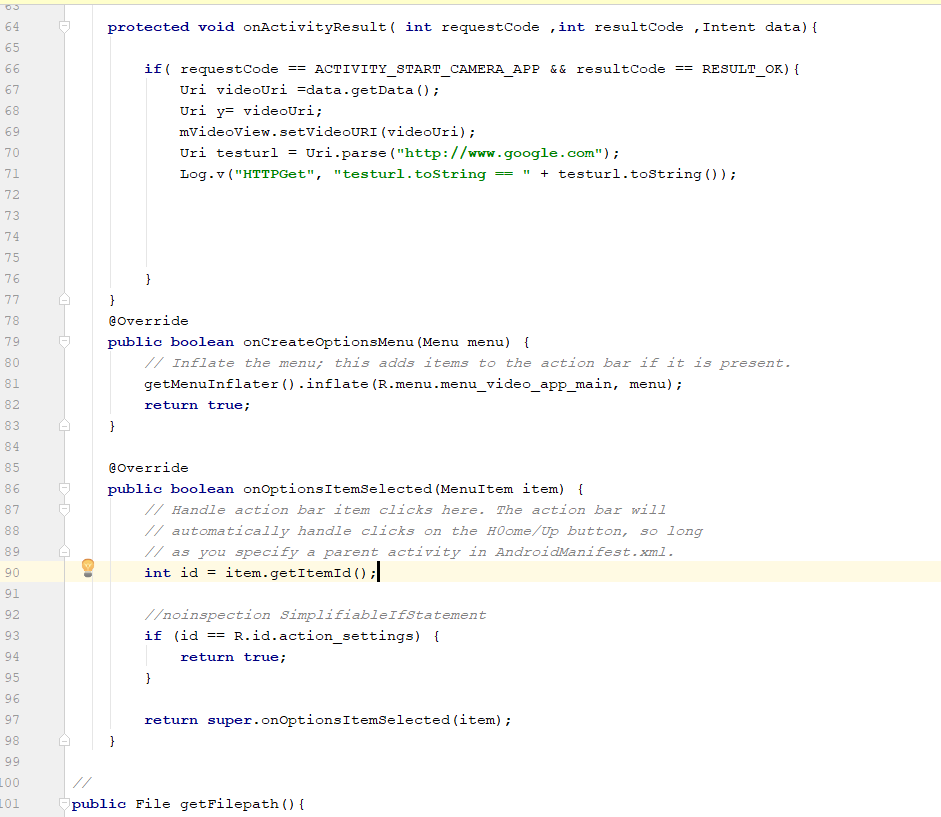 63
64 protected void onActivityResult( int requestCode ,int resultCode ,Intent data){
65
66 if( requestCode == ACTIVITY_START_CAMERA_APP && resultCode == RESULT_OK){
67 Uri videoUri =data.getData();
68 Uri y= videoUri;
69 mVideoView.setVideoURI(videoUri);
70 Uri testurl = Uri.parse("http://www.google.com");
71 Log.v("HTTPGet", "testurl.toString == " + testurl.toString());
72
73
74
75
76 }
77 }
78 @Override
79 public boolean onCreateOptionsMenu(Menu menu) {
80 // Inflate the menu; this adds items to the action bar if it is present.
81 getMenuInflater().inflate(R.menu.menu_video_app_main, menu);
82 return true;
83 }
84
85 @Override
86 public boolean onOptionsItemSelected(MenuItem item) {
87 // Handle action bar item clicks here. The action bar will
88 // automatically handle clicks on the H0ome/Up button, so long
89 // as you specify a parent activity in AndroidManifest.xml.
90 int id = item.getItemId();
91
92 //noinspection SimplifiableIfStatement
93 if (id == R.id.action_settings) {
94 return true;
95 }
96
97 return super.onOptionsItemSelected(item);
98 }
99
100 //
101 public File getFilepath(){